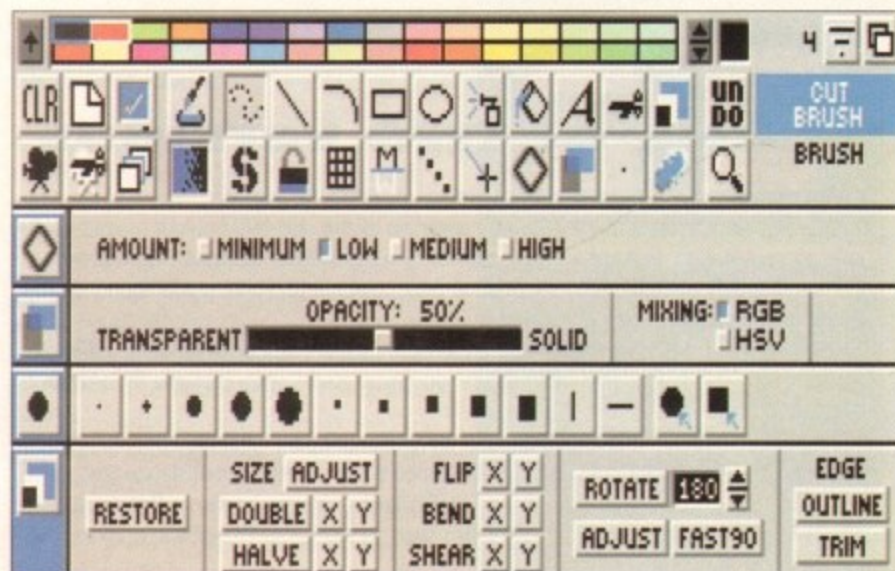 4
CLR
UN
DO
CUT
BRUSH
$
M
BRUSH
AMOUNT: MINIMUM LOW MEDIUM HIGH
OPACITY: 50%
TRANSPARENT SOLID
MIXING: RGB
HSV
RESTORE
SIZE ADJUST
DOUBLE X Y
HALVE X Y
FLIP X Y
BEND X Y
SHEAR X Y
ROTATE 180
ADJUST FAST90
EDGE
OUTLINE
TRIM